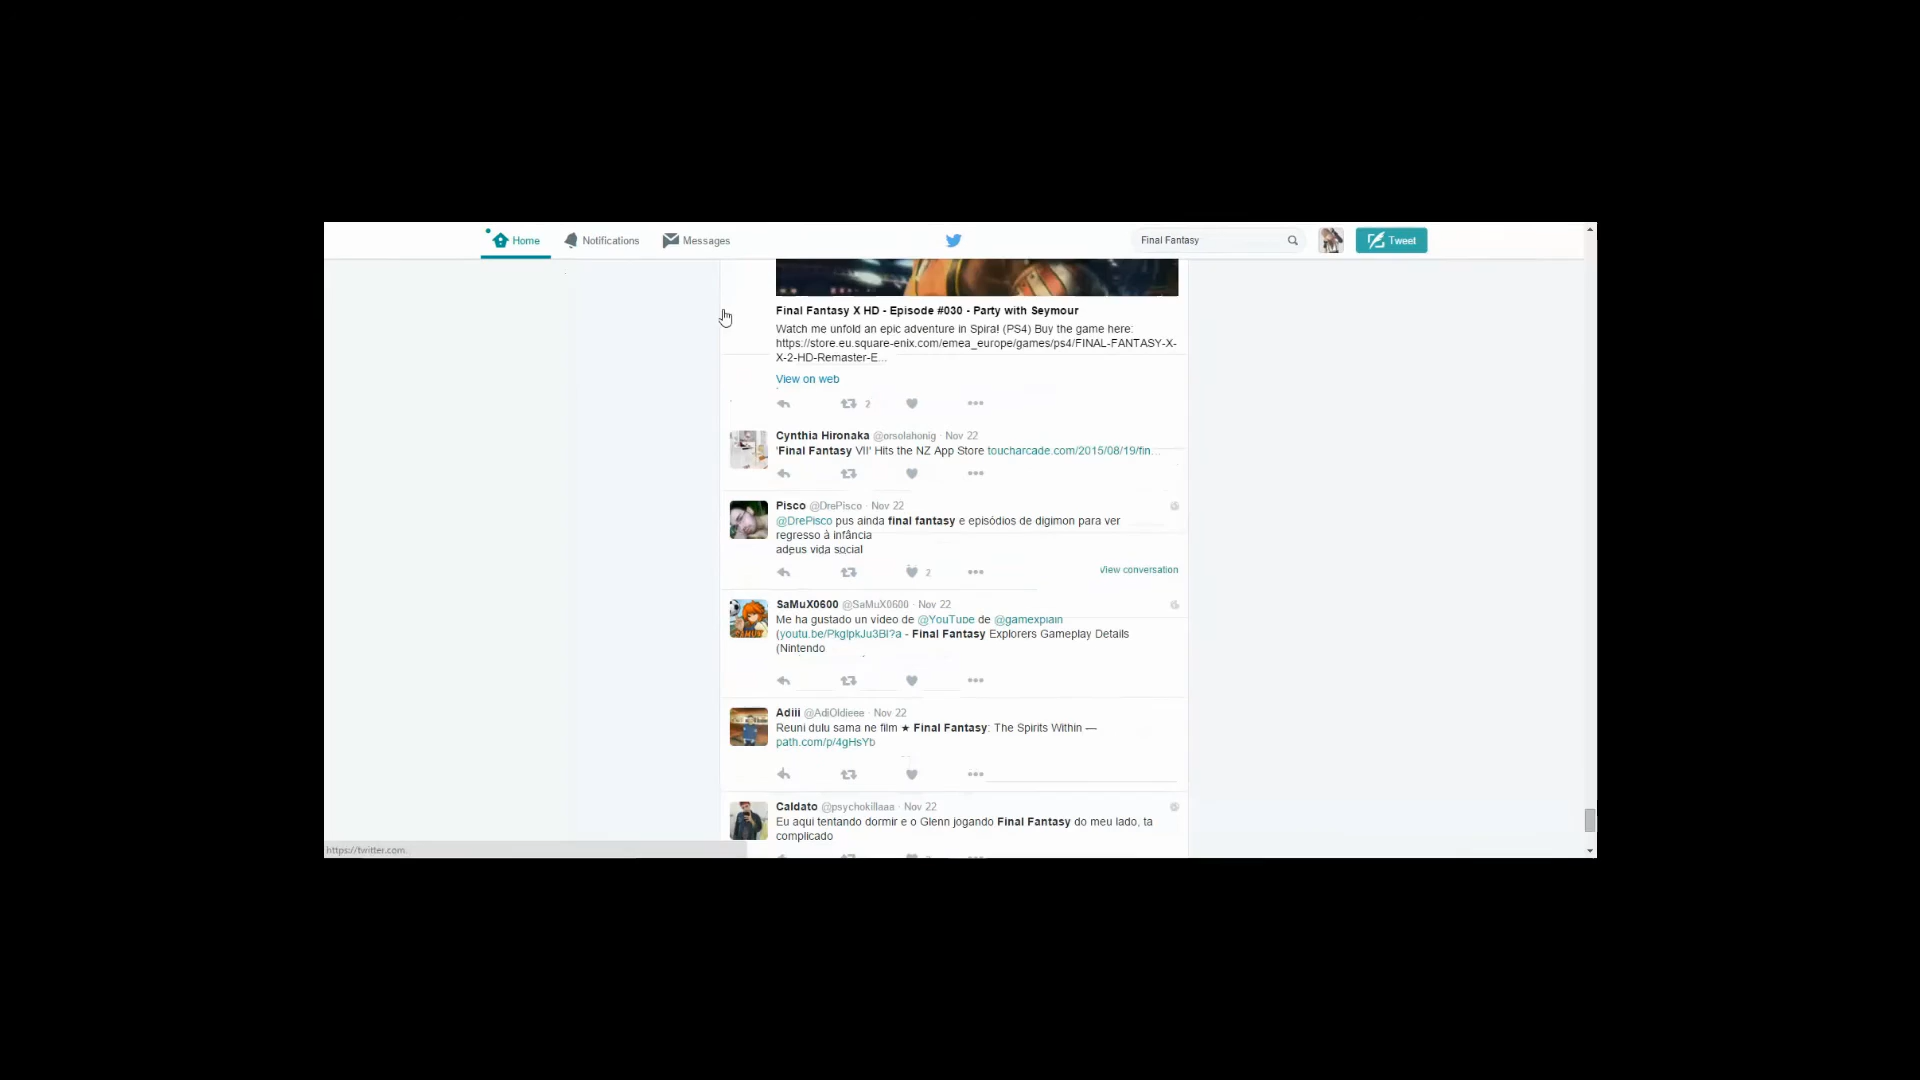 Home Notifications Messages Final Fantasy Tweet
Final Fantasy X HD - Episode #030 - Party with Seymour
Watch me unfold an epic adventure in Spira! (PS4) Buy the game here:
https://store.eu.square-enix.com/emea_europe/games/ps4/FINAL-FANTASY-X-
X-2-HD-Remaster-E...
View on web
2
Cynthia Hironaka @orsolahonig · Nov 22
'Final Fantasy VII' Hits the NZ App Store toucharcade.com/2015/08/19/fin...
Pisco @DrePisco · Nov 22
@DrePisco pus ainda final fantasy e episódios de digimon para ver
regresso à infância
adeus vida social
2 View conversation
SaMuX0600 @SaMuX0600 · Nov 22
Me ha gustado un vídeo de @YouTube de @gamexplain
(youtu.be/PkgIpkJu3BI?a - Final Fantasy Explorers Gameplay Details
(Nintendo
Adiii @AdiOldieee · Nov 22
Reuni dulu sama ne film ★ Final Fantasy: The Spirits Within —
path.com/p/4gHsYb
Caldato @psychokillaaa · Nov 22
Eu aqui tentando dormir e o Glenn jogando Final Fantasy do meu lado, ta
complicado
https://twitter.com...